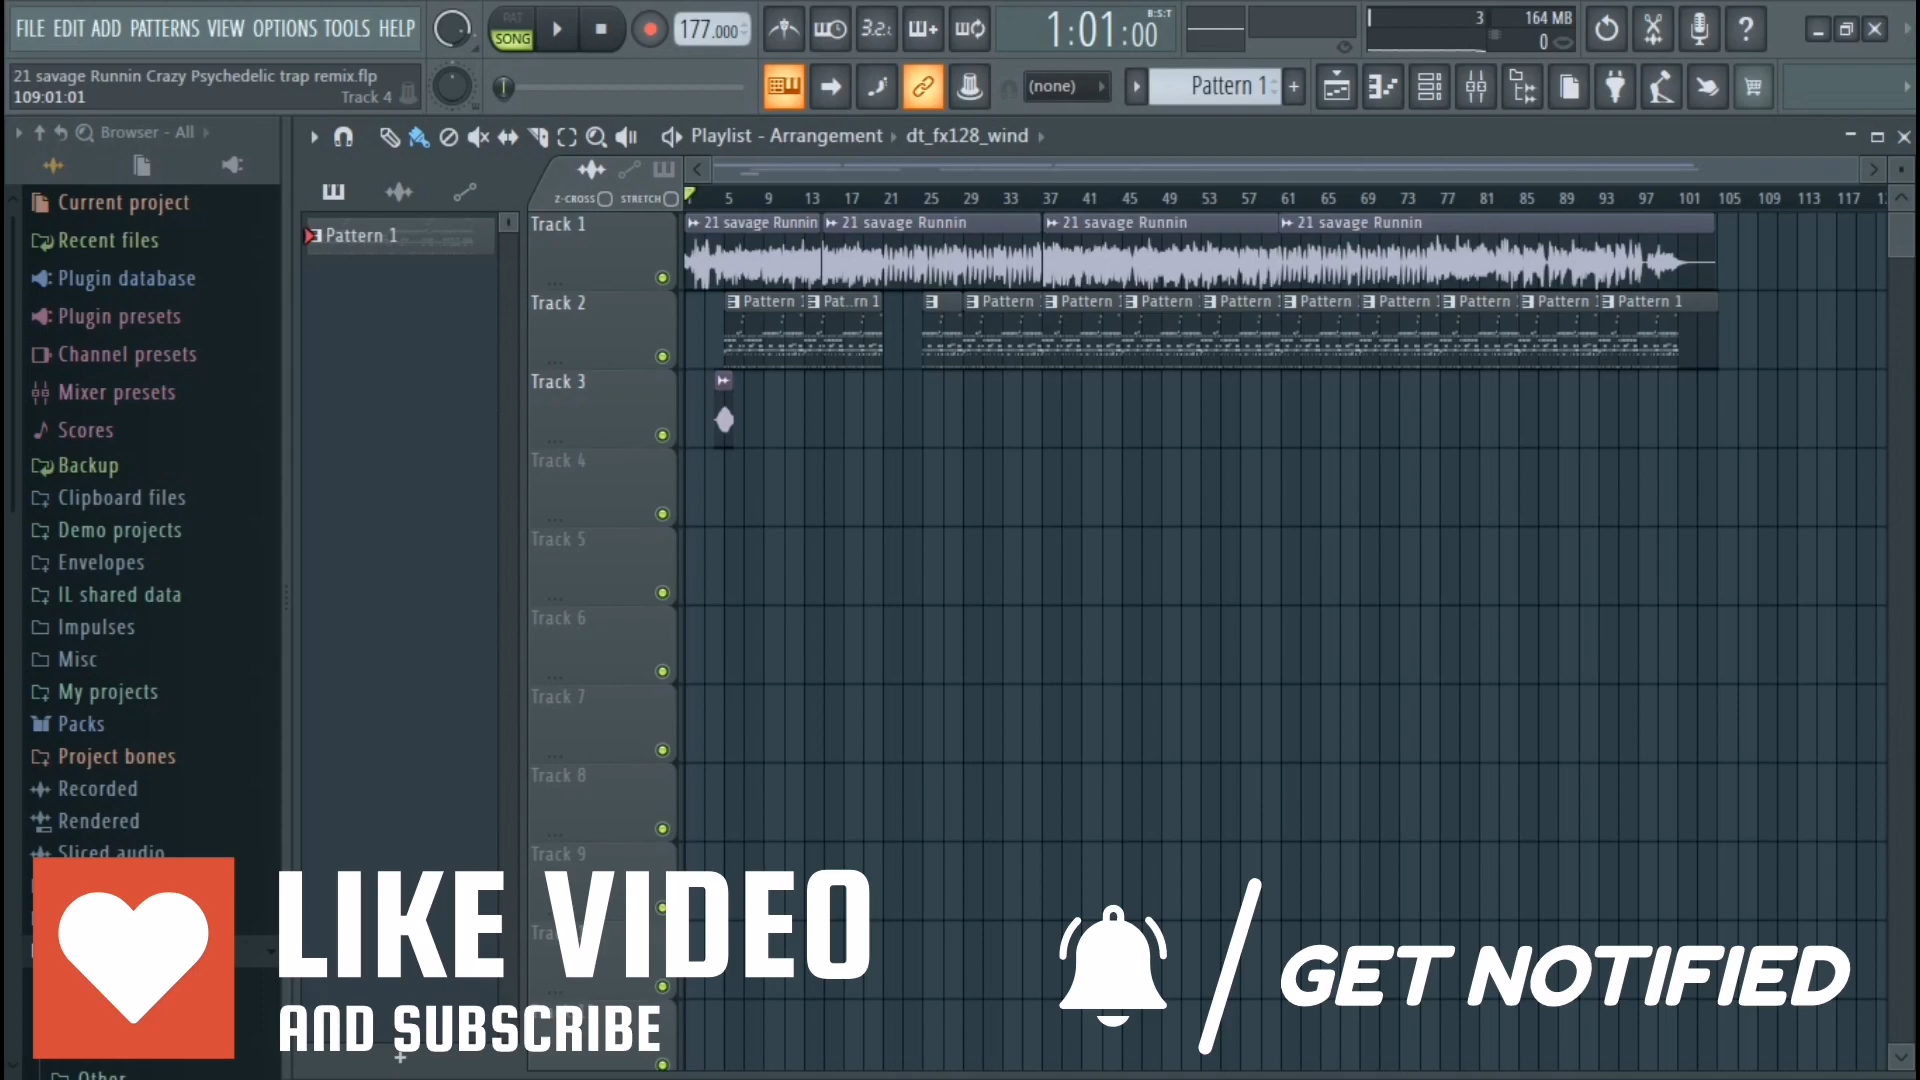 FILE EDIT ADD PATTERNS VIEW OPTIONS TOOLS HELP
PAT
SONG
177.000
3.2.
1:01:00
B:S:T
3
164 MB
0
21 savage Runnin Crazy Psychedelic trap remix.flp
109:01:01
Track 4
(none)
Pattern 1
Browser - All
Playlist - Arrangement
dt_fx128_wind
Z-CROSS
STRETCH
5 9 13 17 21 25 29 33 37 41 45 49 53 57 61 65 69 73 77 81 85 89 93 97 101 105 109 113 117
Current project
Recent files
Plugin database
Plugin presets
Channel presets
Mixer presets
Scores
Backup
Clipboard files
Demo projects
Envelopes
IL shared data
Impulses
Misc
My projects
Packs
Project bones
Recorded
Rendered
Sliced audio
Other
Pattern 1
Track 1
21 savage Runnin
21 savage Runnin
21 savage Runnin
21 savage Runnin
Track 2
Pattern 1
Pat..rn 1
Pattern
Pattern 1
Pattern
Pattern 1
Pattern
Pattern 1
Pattern
Pattern 1
Pattern 1
Track 3
Track 4
Track 5
Track 6
Track 7
Track 8
Track 9
LIKE VIDEO
AND SUBSCRIBE
GET NOTIFIED